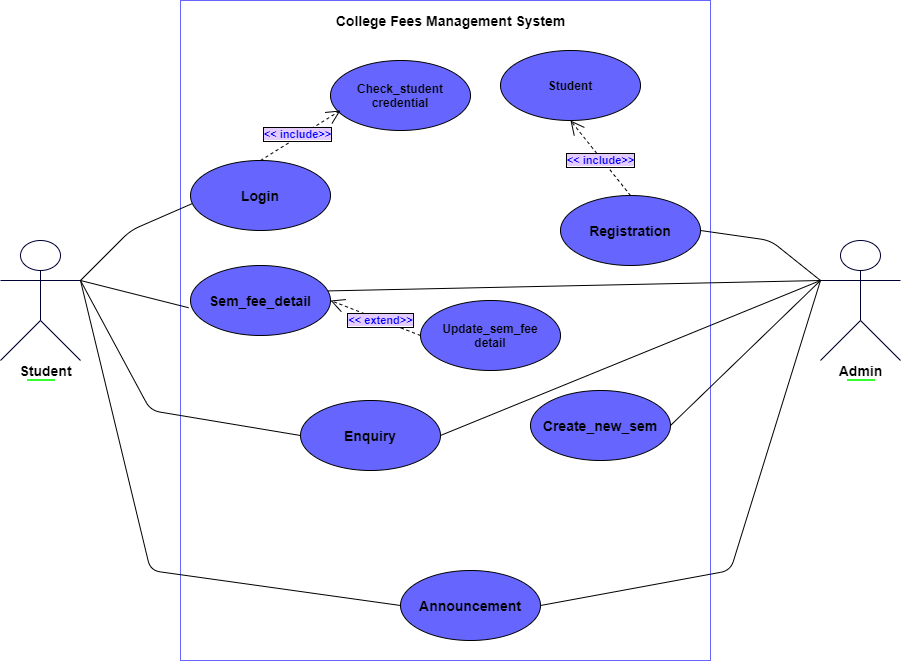 College Fees Management System
Check_student
credential
Student
<< include>>
<< include>>
Login
Registration
Sem_fee_detail
<< extend>>
Update_sem_fee
detail
Student
Admin
Create_new_sem
Enquiry
Announcement